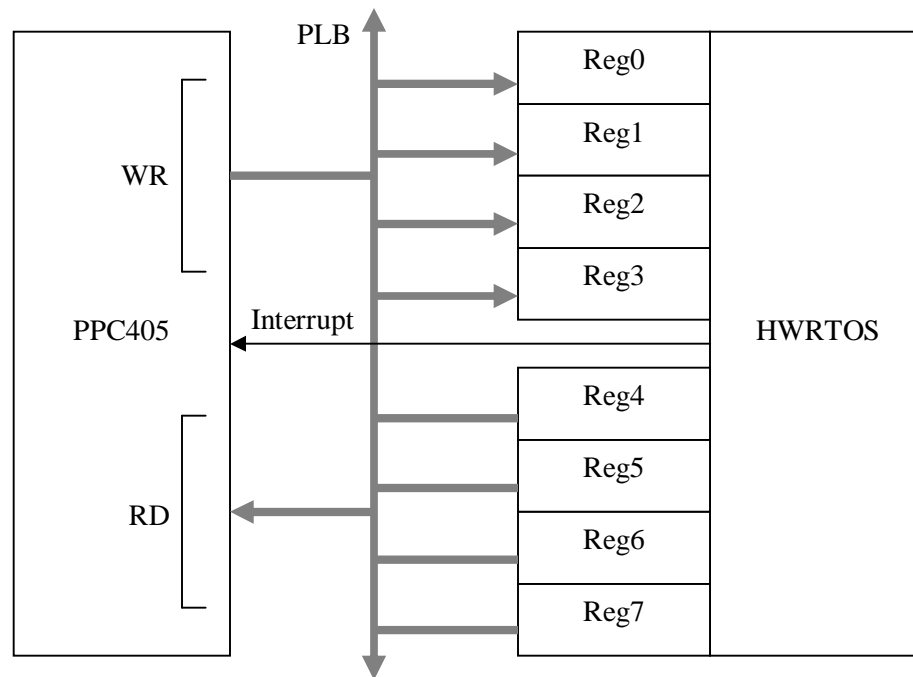 PLB
Reg0
Reg1
WR
Reg2
Reg3
Interrupt
PPC405
HWRTOS
Reg4
Reg5
RD
Reg6
Reg7